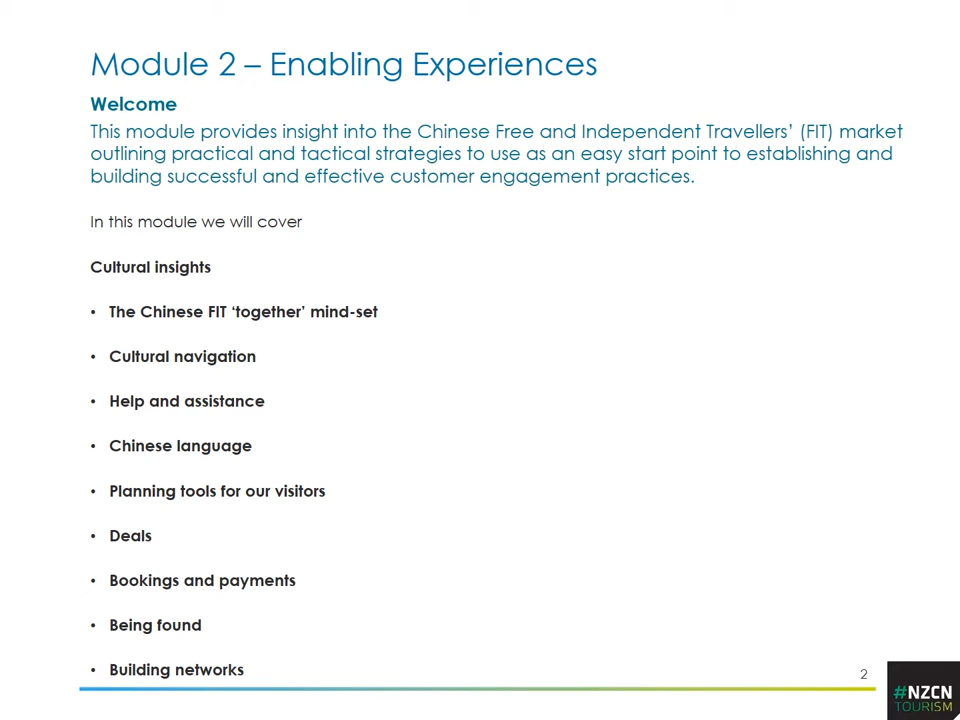 Module 2 – Enabling Experiences
Welcome
This module provides insight into the Chinese Free and Independent Travellers’ (FIT) market
outlining practical and tactical strategies to use as an easy start point to establishing and
building successful and effective customer engagement practices.
In this module we will cover
Cultural insights
• The Chinese FIT ‘together’ mind-set
• Cultural navigation
• Help and assistance
• Chinese language
• Planning tools for our visitors
• Deals
• Bookings and payments
• Being found
• Building networks
2
#NZCN
TOURISM